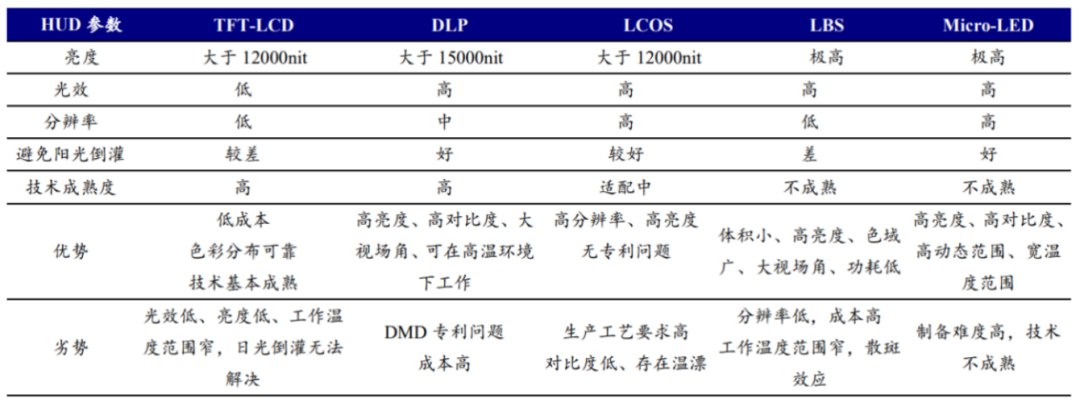 HUD 参数 TFT-LCD DLP LCOS LBS Micro-LED
亮度 大于 12000nit 大于 15000nit 大于 12000nit 极高 极高
光效 低 高 高 高 高
分辨率 低 中 高 低 高
避免阳光倒灌 较差 好 较好 差 好
技术成熟度 高 高 适配中 不成熟 不成熟
优势
低成本
色彩分布可靠
技术基本成熟
高亮度、高对比度、大
视场角、可在高温环境
下工作
高分辨率、高亮度
无专利问题
体积小、高亮度、色域
广、大视场角、功耗低
高亮度、高对比度、
高动态范围、宽温
度范围
劣势
光效低、亮度低、工作温
度范围窄，日光倒灌无法
解决
DMD 专利问题
成本高
生产工艺要求高
对比度低、存在温漂
分辨率低，成本高
工作温度范围窄，散斑
效应
制备难度高，技术
不成熟